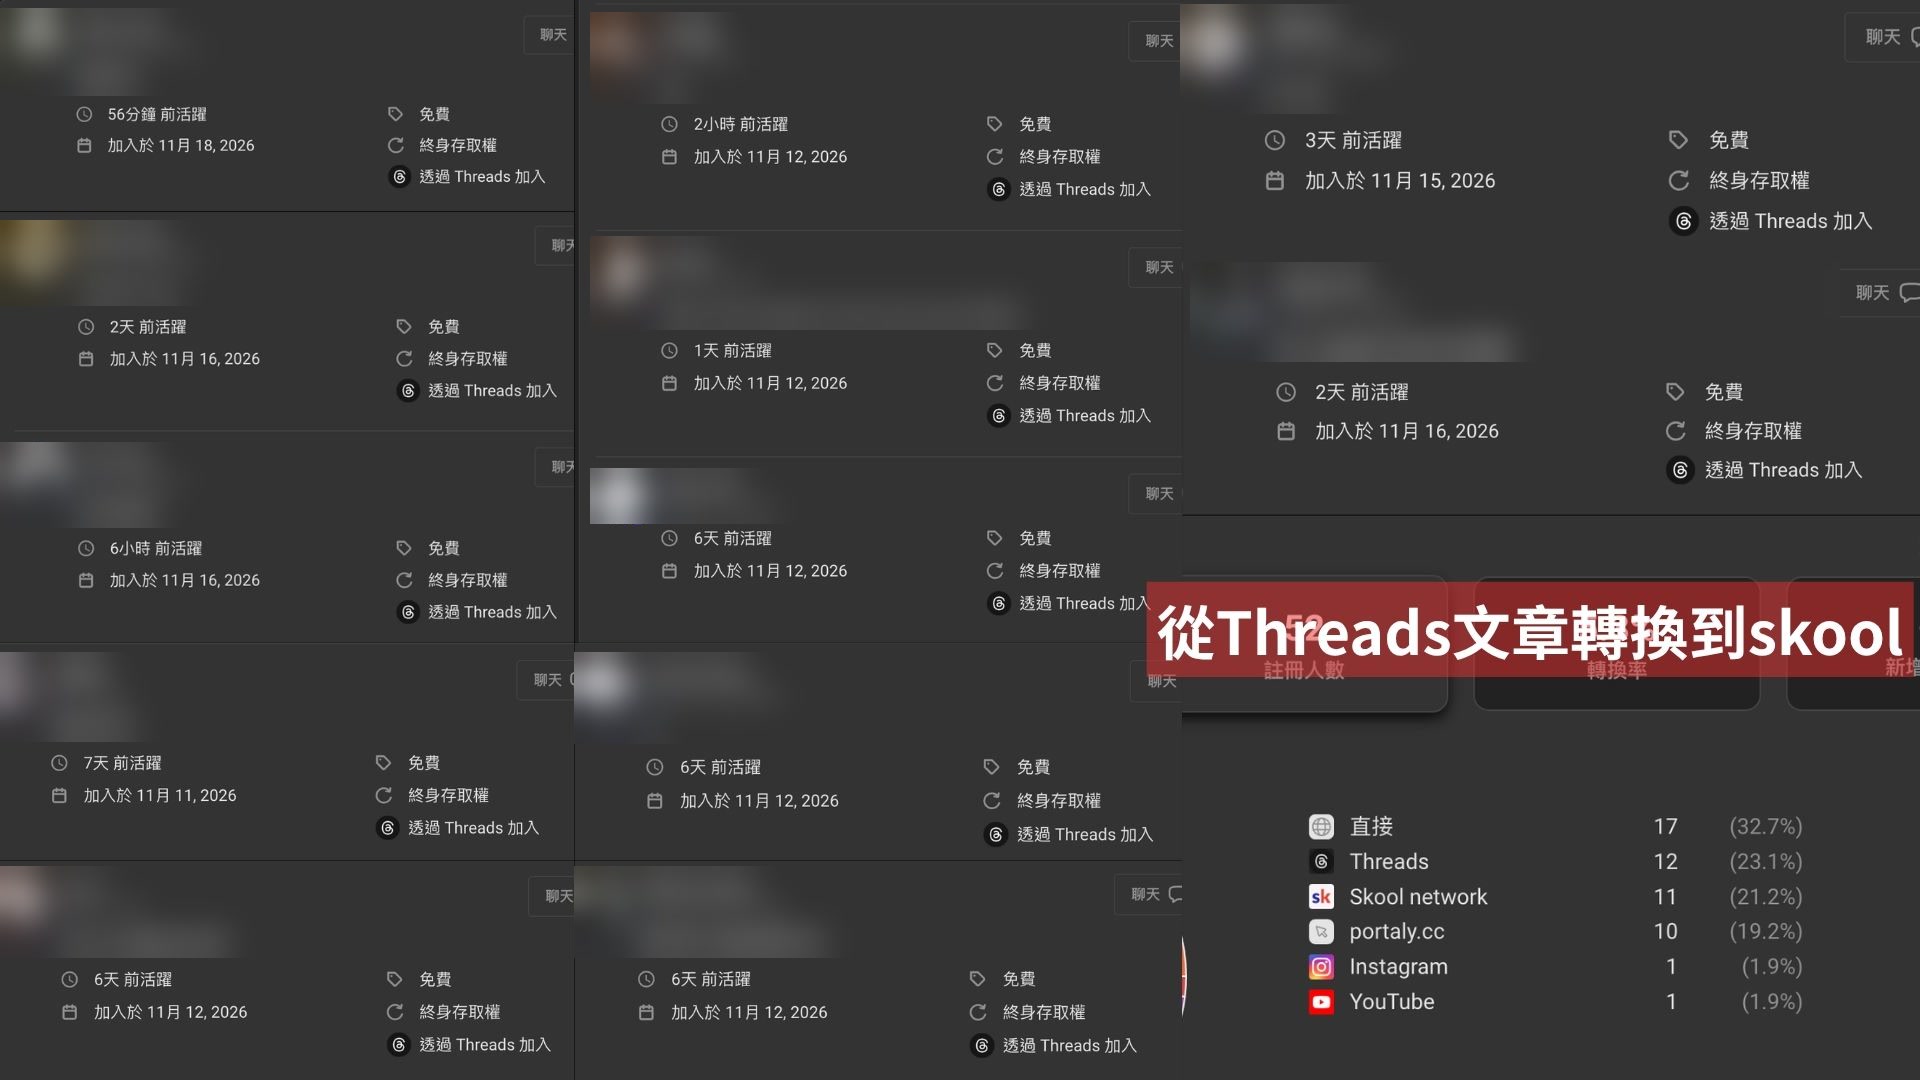 聊天
56分鐘 前活躍
免費
加入於 11月 18, 2026
終身存取權
透過 Threads 加入
聊天
2天 前活躍
免費
加入於 11月 16, 2026
終身存取權
透過 Threads 加入
聊天
6小時 前活躍
免費
加入於 11月 16, 2026
終身存取權
透過 Threads 加入
聊天
7天 前活躍
免費
加入於 11月 11, 2026
終身存取權
透過 Threads 加入
聊天
6天 前活躍
免費
加入於 11月 12, 2026
終身存取權
透過 Threads 加入
聊天
2小時 前活躍
免費
加入於 11月 12, 2026
終身存取權
透過 Threads 加入
聊天
1天 前活躍
免費
加入於 11月 12, 2026
終身存取權
透過 Threads 加入
聊天
6天 前活躍
免費
加入於 11月 12, 2026
終身存取權
透過 Threads 加入
聊天
6天 前活躍
免費
加入於 11月 12, 2026
終身存取權
透過 Threads 加入
聊天
6天 前活躍
免費
加入於 11月 12, 2026
終身存取權
透過 Threads 加入
聊天
3天 前活躍
免費
加入於 11月 15, 2026
終身存取權
透過 Threads 加入
聊天
2天 前活躍
免費
加入於 11月 16, 2026
終身存取權
透過 Threads 加入
從Threads文章轉換到skool
52
註冊人數
轉換率
新增
直接 17 (32.7%)
Threads 12 (23.1%)
sk Skool network 11 (21.2%)
portaly.cc 10 (19.2%)
Instagram 1 (1.9%)
YouTube 1 (1.9%)